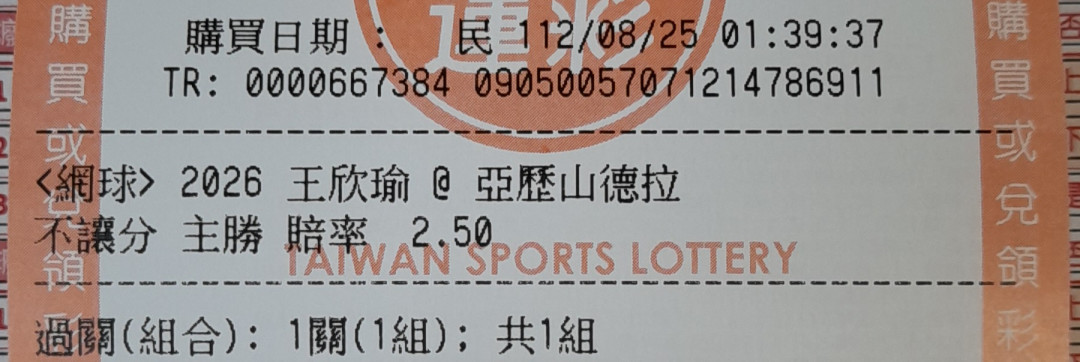 購買日期 : 民 112/08/25 01:39:37
TR: 0000667384 09050057071214786911
<網球> 2026 王欣瑜 @ 亞歷山德拉
不讓分 主勝 賠率 2.50
TAIWAN SPORTS LOTTERY
過關(組合): 1關(1組); 共1組
運彩
購買或兌領彩
購買或兌領彩